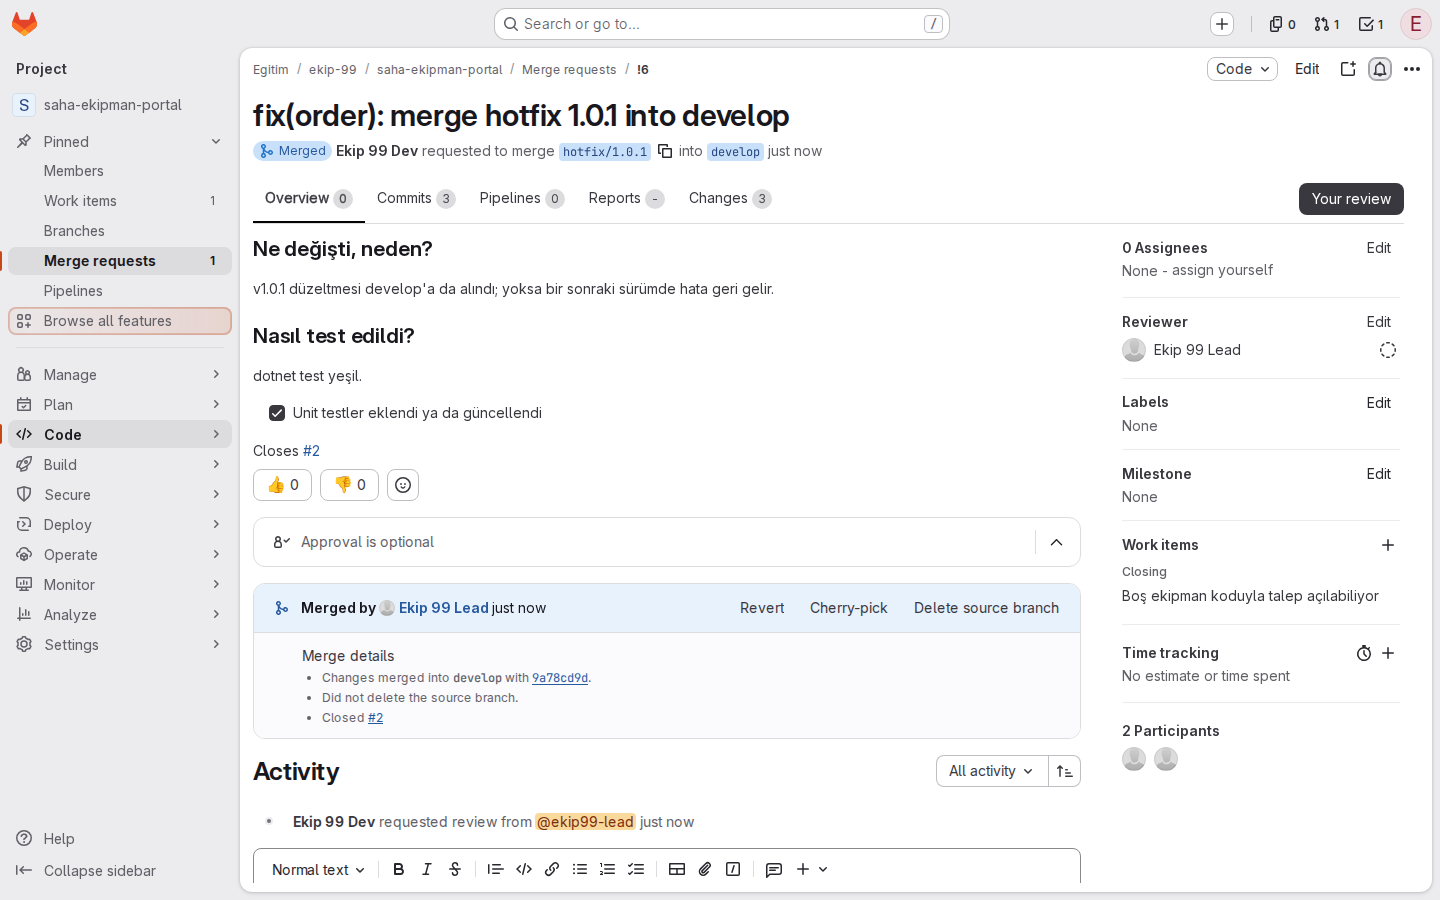 Search or go to...
/
0
1
1
E
Project
S saha-ekipman-portal
Pinned
Members
Work items 1
Branches
Merge requests 1
Pipelines
Browse all features
Manage
Plan
Code
Build
Secure
Deploy
Operate
Monitor
Analyze
Settings
Help
Collapse sidebar
Egitim / ekip-99 / saha-ekipman-portal / Merge requests / !6
Code
Edit
fix(order): merge hotfix 1.0.1 into develop
Merged Ekip 99 Dev requested to merge hotfix/1.0.1 into develop just now
Overview 0 Commits 3 Pipelines 0 Reports - Changes 3
Your review
Ne değişti, neden?
v1.0.1 düzeltmesi develop'a da alındı; yoksa bir sonraki sürümde hata geri gelir.
Nasıl test edildi?
dotnet test yeşil.
Unit testler eklendi ya da güncellendi
Closes #2
👍 0 👎 0
Approval is optional
Merged by Ekip 99 Lead just now
Revert Cherry-pick Delete source branch
Merge details
Changes merged into develop with 9a78cd9d.
Did not delete the source branch.
Closed #2
Activity
All activity
Ekip 99 Dev requested review from @ekip99-lead just now
Normal text
0 Assignees Edit
None - assign yourself
Reviewer Edit
Ekip 99 Lead
Labels Edit
None
Milestone Edit
None
Work items
Closing
Boş ekipman koduyla talep açılabiliyor
Time tracking
No estimate or time spent
2 Participants